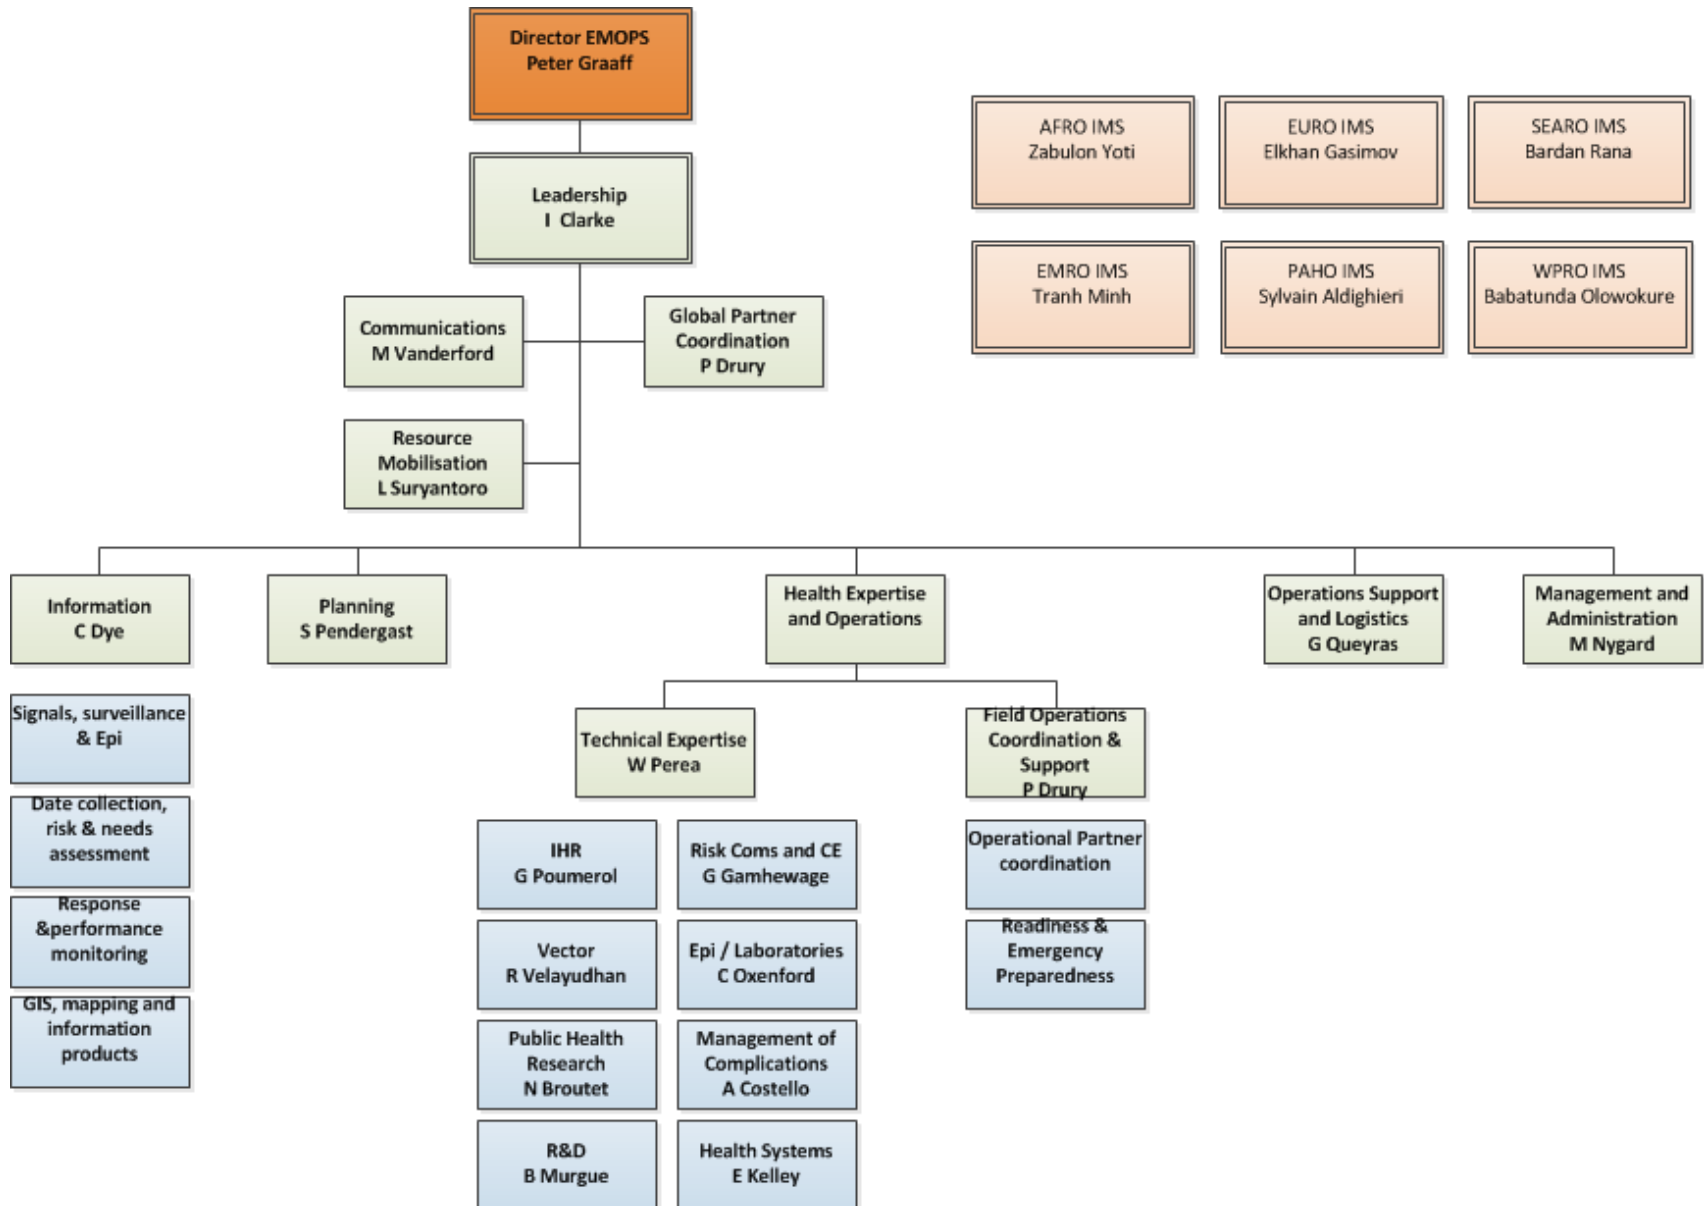 Director EMOPS
Peter Graaff
AFRO IMS
Zabulon Yoti
EURO IMS
Elkhan Gasimov
SEARO IMS
Bardan Rana
Leadership
I Clarke
EMRO IMS
Tranh Minh
PAHO IMS
Sylvain Aldighieri
WPRO IMS
Babatunda Olowokure
Communications
M Vanderford
Global Partner
Coordination
P Drury
Resource
Mobilisation
L Suryantoro
Information
C Dye
Planning
S Pendergast
Health Expertise
and Operations
Operations Support
and Logistics
G Queyras
Management and
Administration
M Nygard
Signals, surveillance
& Epi
Date collection,
risk & needs
assessment
Response
&performance
monitoring
GIS, mapping and
information
products
Technical Expertise
W Perea
Field Operations
Coordination &
Support
P Drury
IHR
G Poumerol
Risk Coms and CE
G Gamhewage
Operational Partner
coordination
Vector
R Velayudhan
Epi / Laboratories
C Oxenford
Readiness &
Emergency
Preparedness
Public Health
Research
N Broutet
Management of
Complications
A Costello
R&D
B Murgue
Health Systems
E Kelley